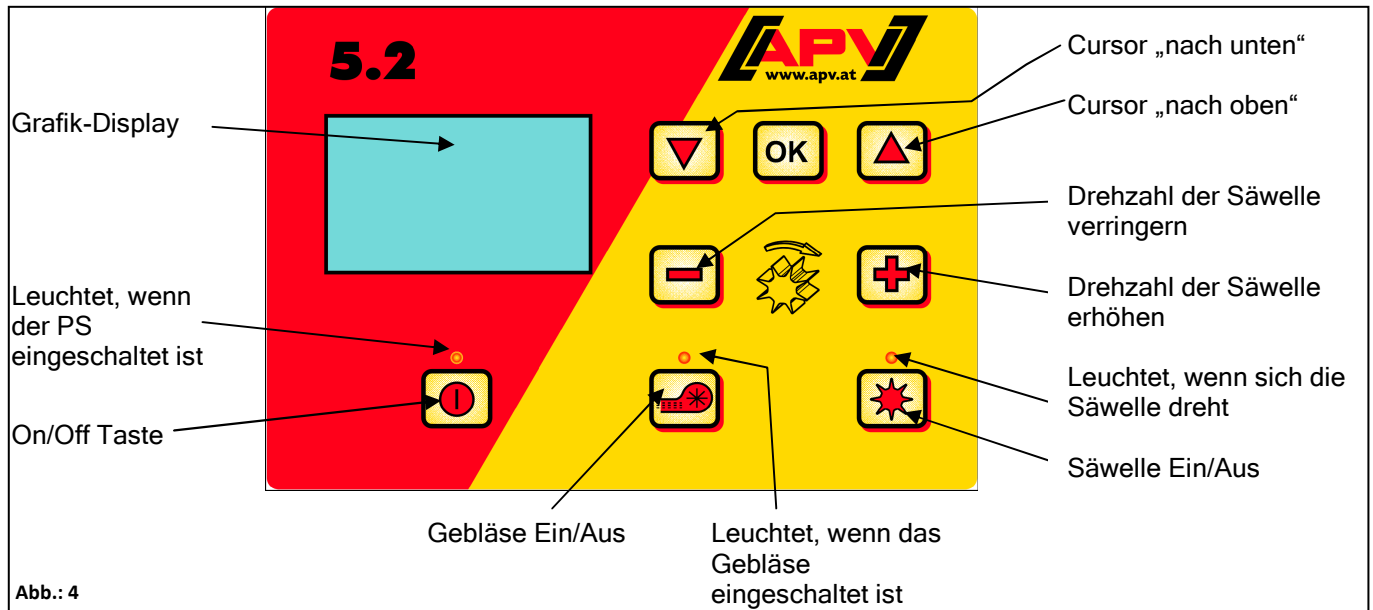 5.2
APV
www.apv.at
Grafik-Display
Cursor „nach unten“
Cursor „nach oben“
OK
Drehzahl der Säwelle
verringern
Drehzahl der Säwelle
erhöhen
Leuchtet, wenn
der PS
eingeschaltet ist
On/Off Taste
Leuchtet, wenn sich die
Säwelle dreht
Säwelle Ein/Aus
Gebläse Ein/Aus
Leuchtet, wenn das
Gebläse
eingeschaltet ist
Abb.: 4